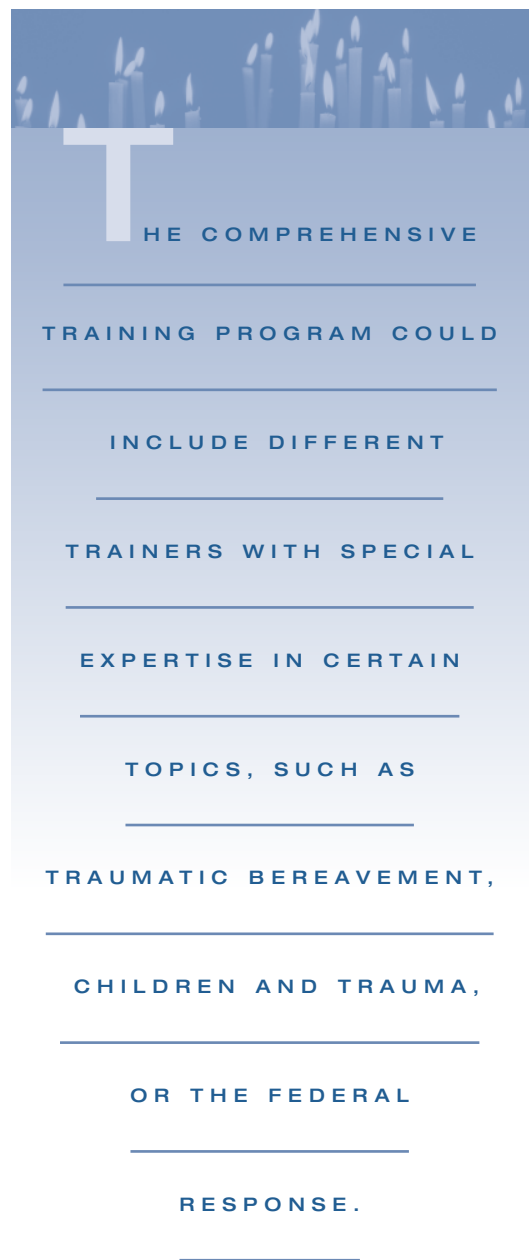 THE COMPREHENSIVE
TRAINING PROGRAM COULD
INCLUDE DIFFERENT
TRAINERS WITH SPECIAL
EXPERTISE IN CERTAIN
TOPICS, SUCH AS
TRAUMATIC BEREAVEMENT,
CHILDREN AND TRAUMA,
OR THE FEDERAL
RESPONSE.